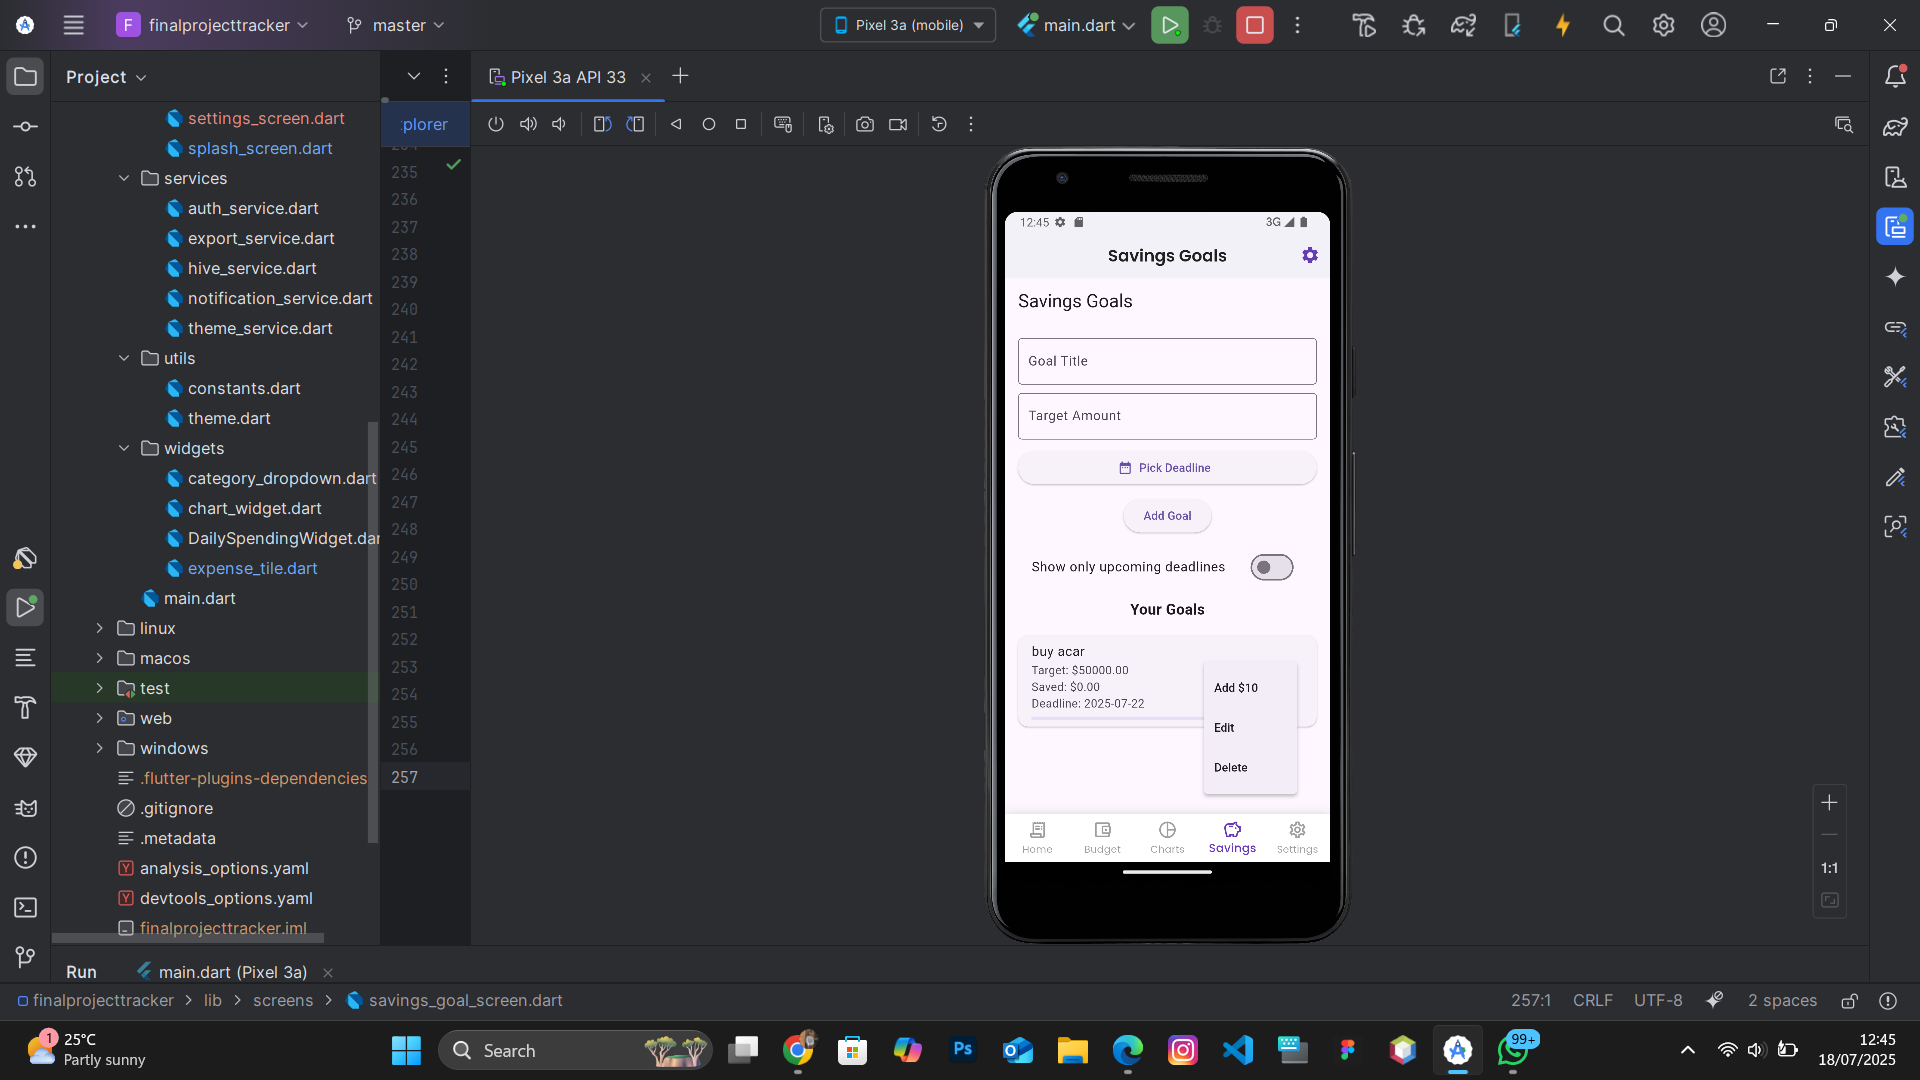 F finalprojecttracker
master
Pixel 3a (mobile)
main.dart
Project
settings_screen.dart
splash_screen.dart
services
auth_service.dart
export_service.dart
hive_service.dart
notification_service.dart
theme_service.dart
utils
constants.dart
theme.dart
widgets
category_dropdown.dart
chart_widget.dart
DailySpendingWidget.dar
expense_tile.dart
main.dart
linux
macos
test
web
windows
.flutter-plugins-dependencies
.gitignore
.metadata
Y analysis_options.yaml
Y devtools_options.yaml
finalprojecttracker.iml
plorer
235
236
237
238
239
240
241
242
243
244
245
246
247
248
249
250
251
252
253
254
255
256
257
Pixel 3a API 33
12:45
3G
Savings Goals
Savings Goals
Goal Title
Target Amount
Pick Deadline
Add Goal
Show only upcoming deadlines
Your Goals
buy acar
Target: $50000.00
Saved: $0.00
Deadline: 2025-07-22
Add $10
Edit
Delete
Home
Budget
Charts
Savings
Settings
1:1
Run
main.dart (Pixel 3a)
finalprojecttracker
lib
screens
savings_goal_screen.dart
257:1
CRLF
UTF-8
2 spaces
1
25°C
Partly sunny
Search
Ps
99+
12:45
18/07/2025